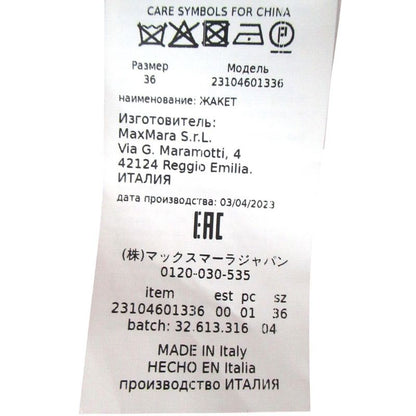 CARE SYMBOLS FOR CHINA
P
Размер Модель
36 23104601336
наименование: ЖАКЕТ
Изготовитель:
MaxMara S.r.L.
Via G. Maramotti, 4
42124 Reggio Emilia.
ИТАЛИЯ
дата производства: 03/04/2023
EAC
(株)マックスマーラジャパン
0120-030-535
item est pc sz
23104601336 00 01 36
batch: 32.613.316 04
MADE IN Italy
HECHO EN Italia
производство ИТАЛИЯ